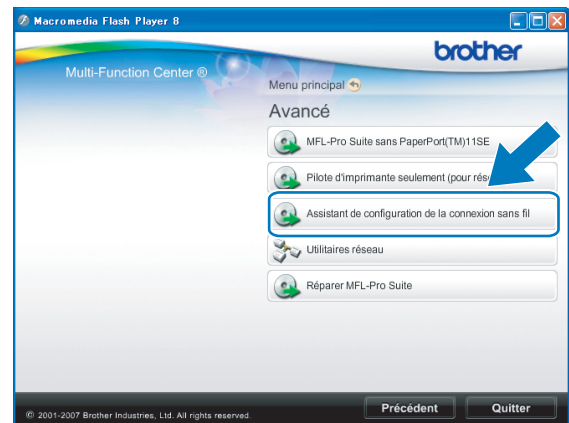 Macromedia Flash Player 8
brother
Multi-Function Center ®
Menu principal
Avancé
MFL-Pro Suite sans PaperPort(TM)11SE
Pilote d'imprimante seulement (pour
Assistant de configuration de la connexion sans fil
Utilitaires réseau
Réparer MFL-Pro Suite
Précédent
Quitter
© 2001-2007 Brother Industries, Ltd. All rights reserved.